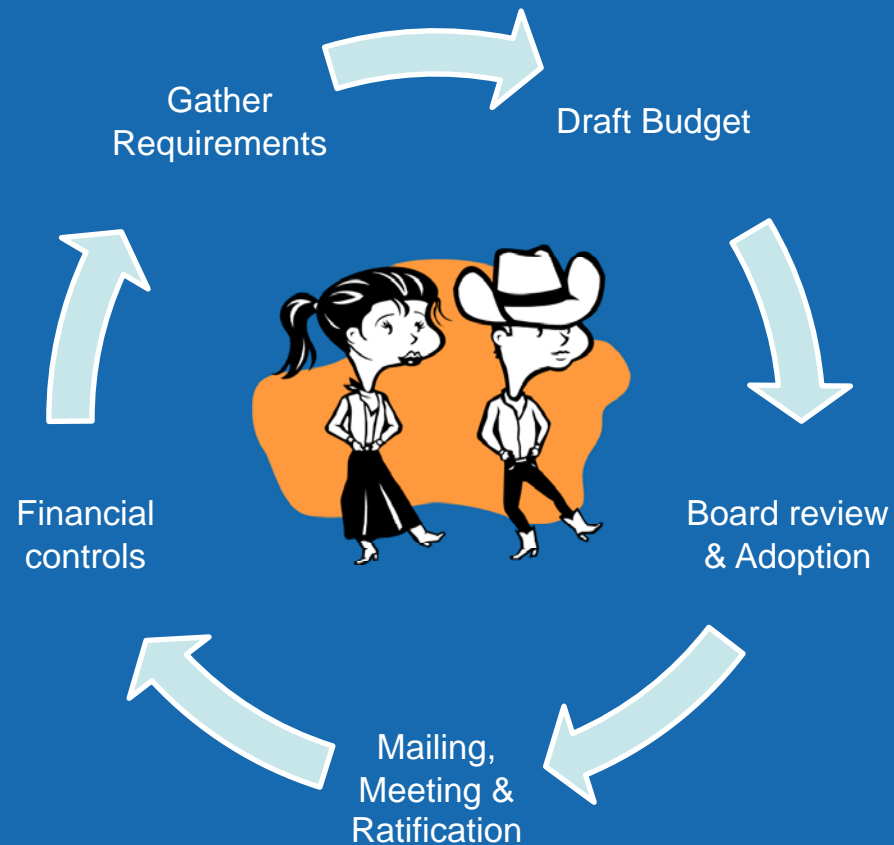 Gather
Requirements
Draft Budget
Board review
& Adoption
Mailing,
Meeting &
Ratification
Financial
controls